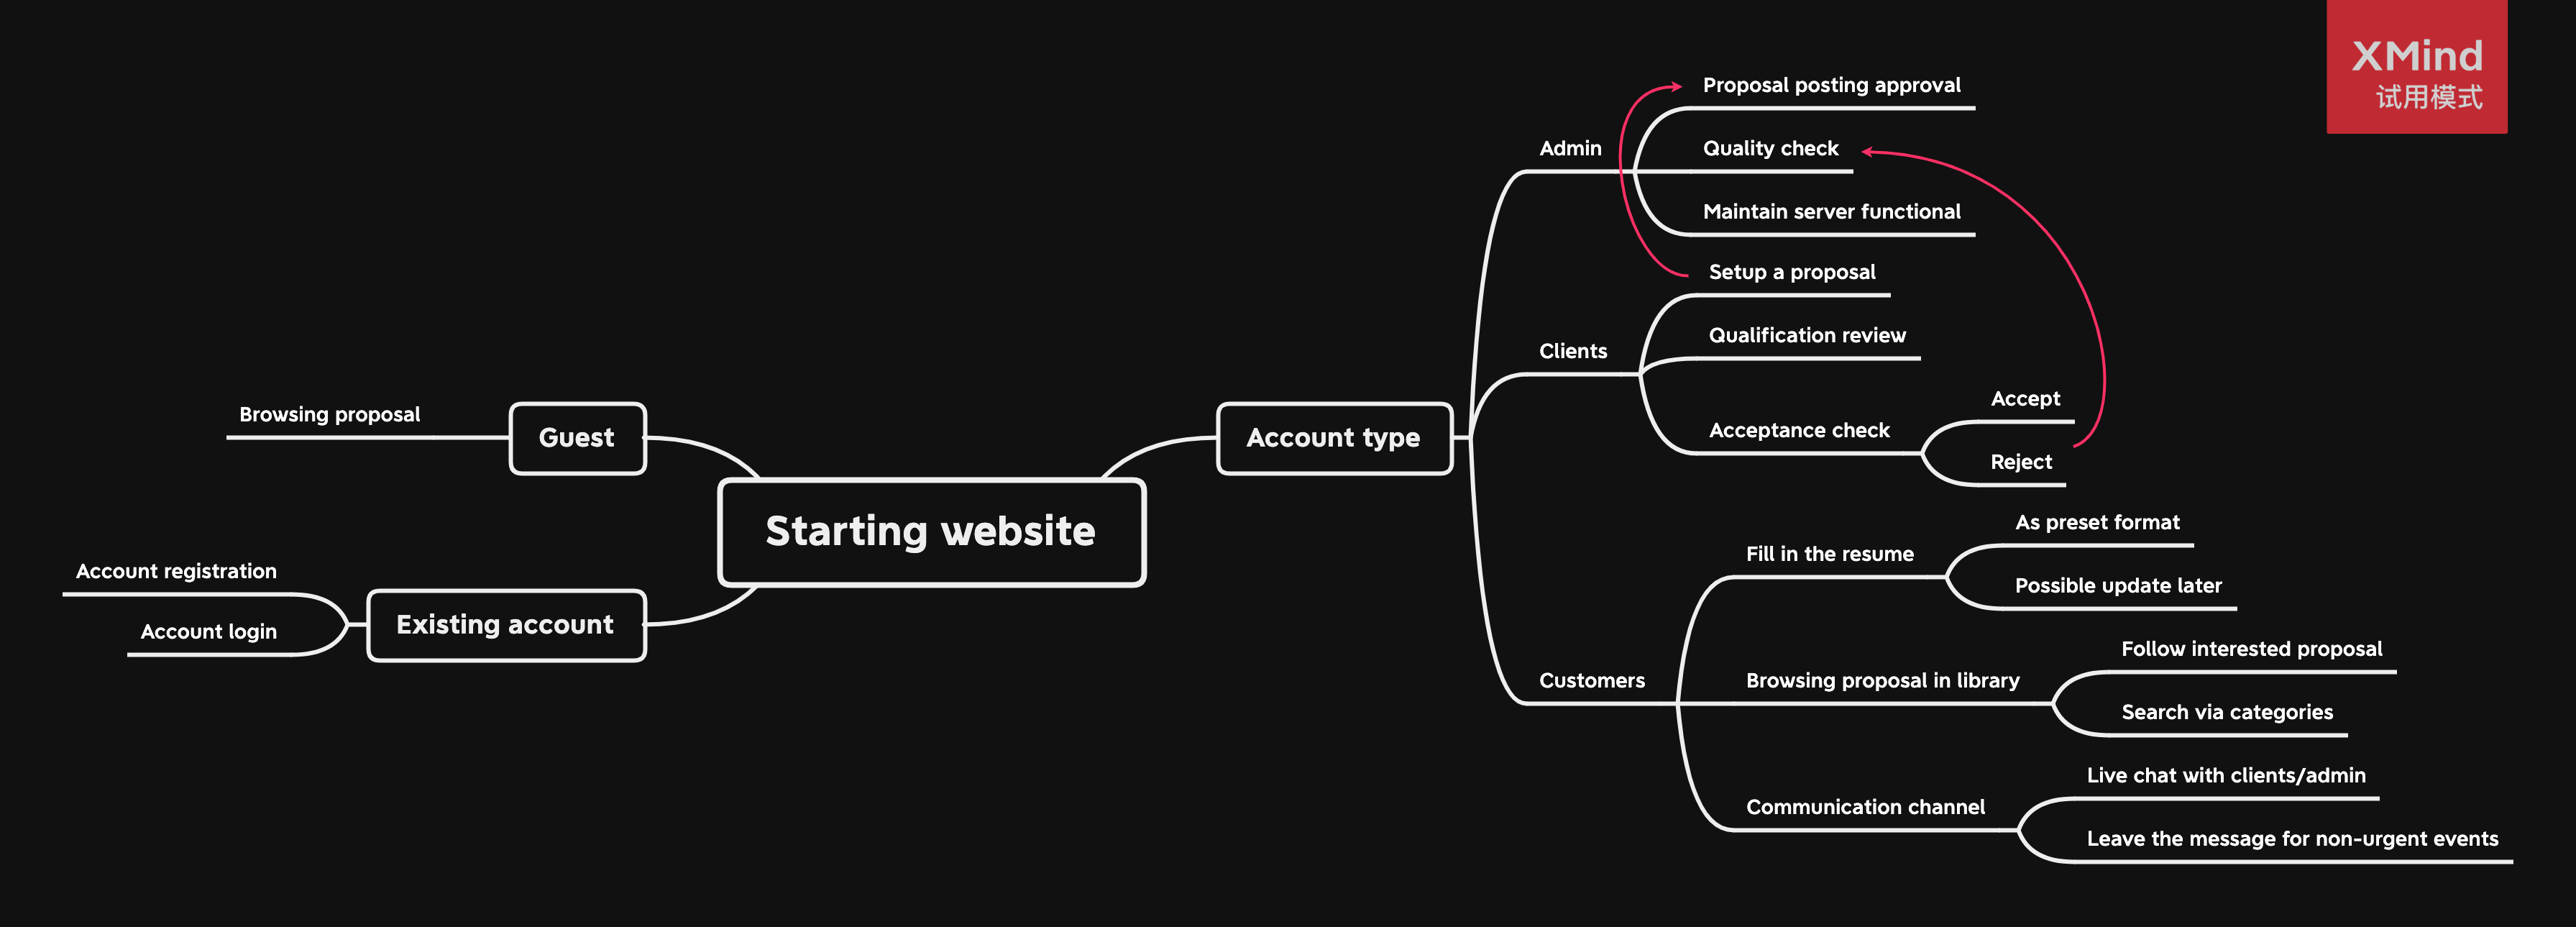 XMind
试用模式
Proposal posting approval
Admin
Quality check
Maintain server functional
Setup a proposal
Qualification review
Clients
Accept
Acceptance check
Reject
Browsing proposal
Guest
Account type
Starting website
As preset format
Fill in the resume
Possible update later
Account registration
Existing account
Account login
Follow interested proposal
Customers
Browsing proposal in library
Search via categories
Live chat with clients/admin
Communication channel
Leave the message for non-urgent events